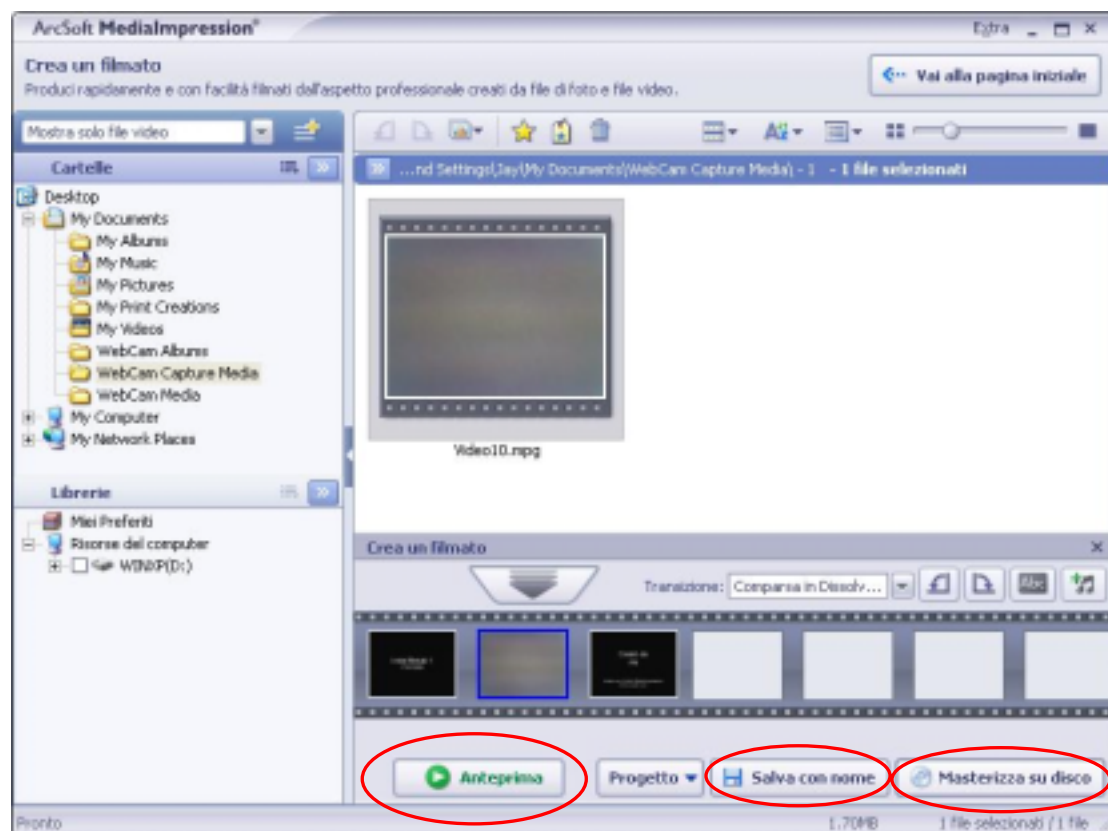 ArcSoft MediaImpression®
Extra
Crea un filmato
Produci rapidamente e con facilità filmati dall'aspetto professionale creati da file di foto e file video.
Vai alla pagina iniziale
Mostra solo file video
Cartelle
...nd Settings\Jay\My Documents\WebCam Capture Media\ - 1 - 1 file selezionati
Desktop
My Documents
My Albums
My Music
My Pictures
My Print Creations
My Videos
WebCam Albums
WebCam Capture Media
WebCam Media
My Computer
My Network Places
Video10.mpg
Librerie
Miei Preferiti
Risorse del computer
WINXP(D:)
Crea un filmato
Transizione: Comparsa in Dissolv...
Abc
Anteprima
Progetto
Salva con nome
Masterizza su disco
Pronto
1.70MB
1 file selezionati / 1 file